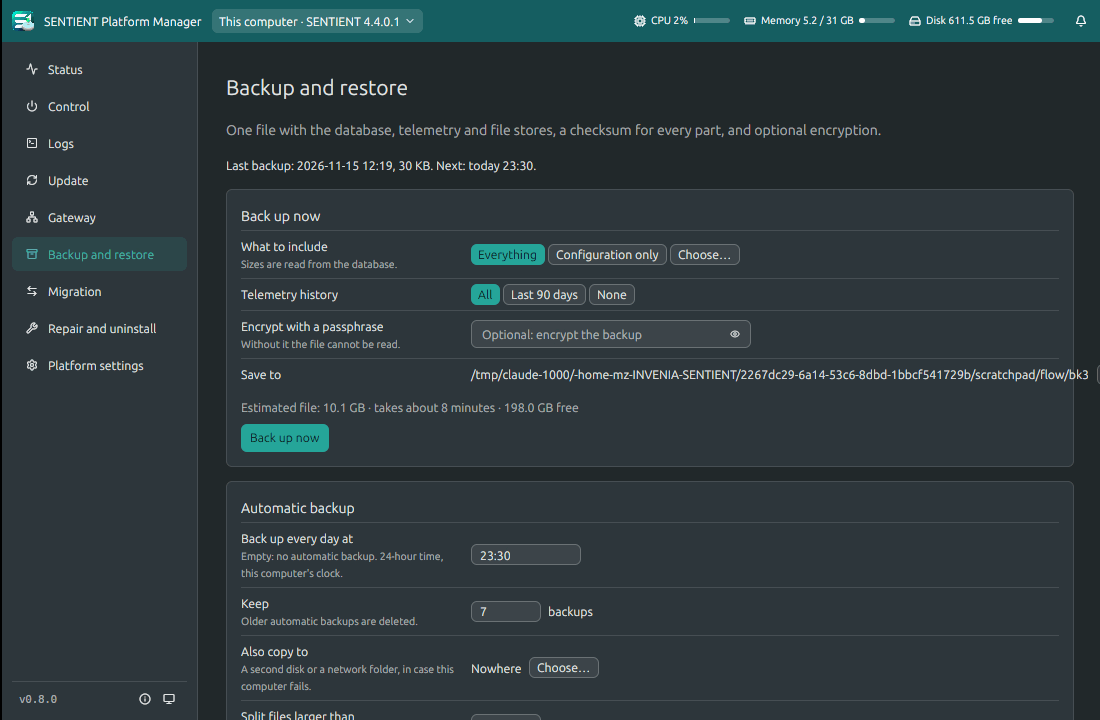 SENTIENT Platform Manager
This computer · SENTIENT 4.4.0.1
CPU 2%
Memory 5.2 / 31 GB
Disk 611.5 GB free
Status
Control
Logs
Update
Gateway
Backup and restore
Migration
Repair and uninstall
Platform settings
v0.8.0
Backup and restore
One file with the database, telemetry and file stores, a checksum for every part, and optional encryption.
Last backup: 2026-11-15 12:19, 30 KB. Next: today 23:30.
Back up now
What to include
Sizes are read from the database.
Everything
Configuration only
Choose...
Telemetry history
All
Last 90 days
None
Encrypt with a passphrase
Without it the file cannot be read.
Optional: encrypt the backup
Save to
/tmp/claude-1000/-home-mz-INVENIA-SENTIENT/2267dc29-6a14-53c6-8dbd-1bbcf541729b/scratchpad/flow/bk3
Estimated file: 10.1 GB · takes about 8 minutes · 198.0 GB free
Back up now
Automatic backup
Back up every day at
Empty: no automatic backup. 24-hour time,
this computer's clock.
23:30
Keep
Older automatic backups are deleted.
7
backups
Also copy to
A second disk or a network folder, in case this
computer fails.
Nowhere
Choose...
Split files larger than